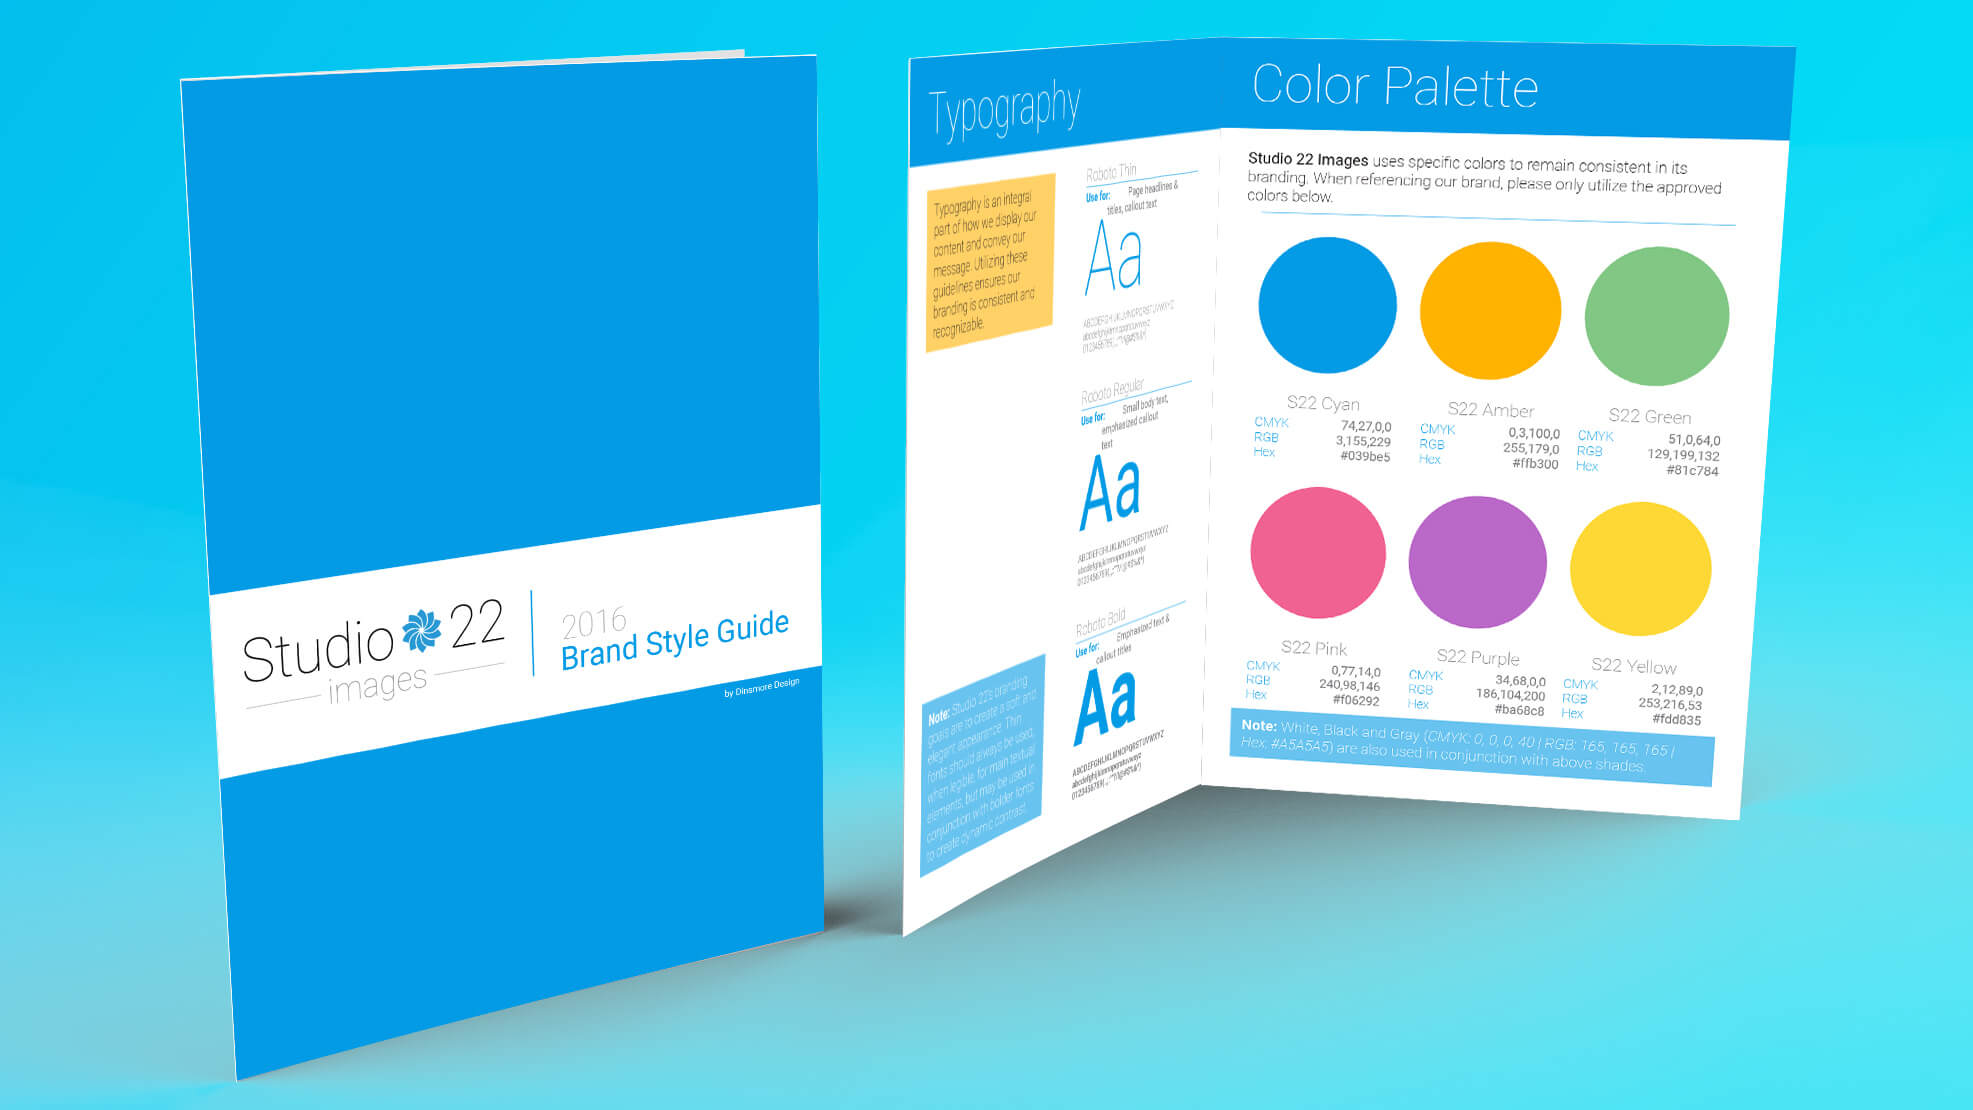 Studio 22
images
2016
Brand Style Guide
by Dinsmore Design
Typography
Typography is an integral
part of how we display our
content and convey our
message. Utilizing these
guidelines ensures our
branding is consistent and
recognizable.
Note: Studio 22's branding
goals are to create a soft and
elegant appearance. Thin
fonts should always be used,
when legible, for main textual
elements, but may be used in
conjunction with bolder fonts
to create dynamic contrast.
Roboto Thin
Use for: Page headlines &
titles, callout text
Aa
ABCDEFGHIJKLMNOPQRSTUVWXYZ
abcdefghijklmnopqrstuvwxyz
Roboto Regular
Use for: Small body text,
emphasized callout
text
Aa
ABCDEFGHIJKLMNOPQRSTUVWXYZ
abcdefghijklmnopqrstuvwxyz
Roboto Bold
Use for: Emphasized text &
callout titles
Aa
ABCDEFGHIJKLMNOPQRSTUVWXYZ
abcdefghijklmnopqrstuvwxyz
Color Palette
Studio 22 Images uses specific colors to remain consistent in its
branding. When referencing our brand, please only utilize the approved
colors below.
S22 Cyan
CMYK 74,27,0,0
RGB 3,155,229
Hex #039be5
S22 Amber
CMYK 0,3,100,0
RGB 255,179,0
Hex #ffb300
S22 Green
CMYK 51,0,64,0
RGB 129,199,132
Hex #81c784
S22 Pink
CMYK 0,77,14,0
RGB 240,98,146
Hex #f06292
S22 Purple
CMYK 34,68,0,0
RGB 186,104,200
Hex #ba68c8
S22 Yellow
CMYK 2,12,89,0
RGB 253,216,53
Hex #fdd835
Note: White, Black and Gray (CMYK: 0, 0, 0, 40 | RGB: 165, 165, 165 |
Hex: #A5A5A5) are also used in conjunction with above shades.